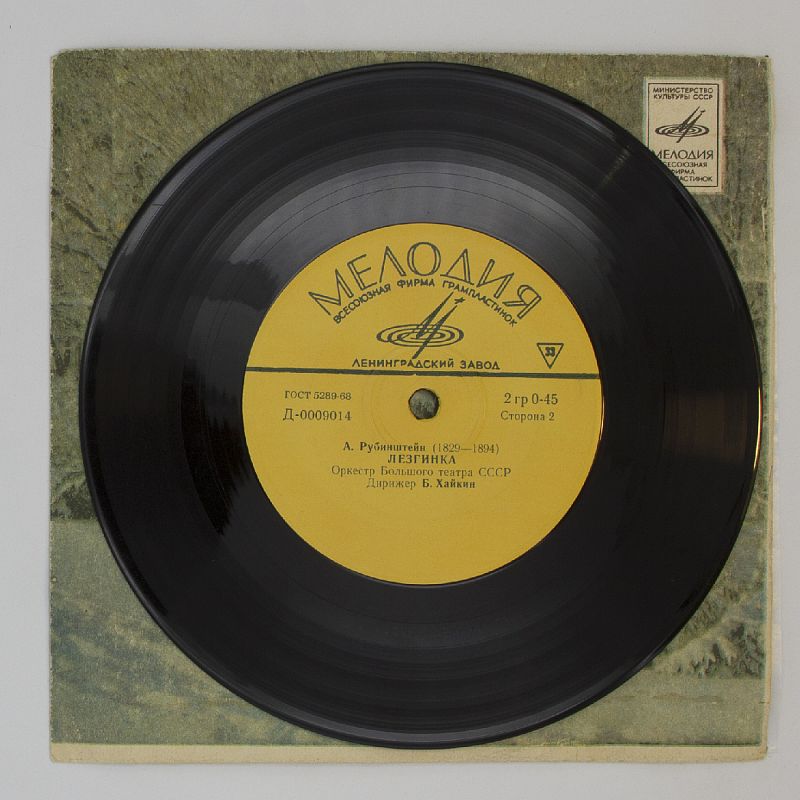 МИНИСТЕРСТВО
КУЛЬТУРЫ СССР
МЕЛОДИЯ
ВСЕСОЮЗНАЯ
ФИРМА
МЕЛОДИЯ
ВСЕСОЮЗНАЯ ФИРМА ГРАМПЛАСТИНОК
ЛЕНИНГРАДСКИЙ ЗАВОД
33
ГОСТ 5289-68
2 гр 0-45
Д-0009014
Сторона 2
А. Рубинштейн (1829—1894)
ЛЕЗГИНКА
Оркестр Большого театра СССР
Дирижер Б. Хайкин